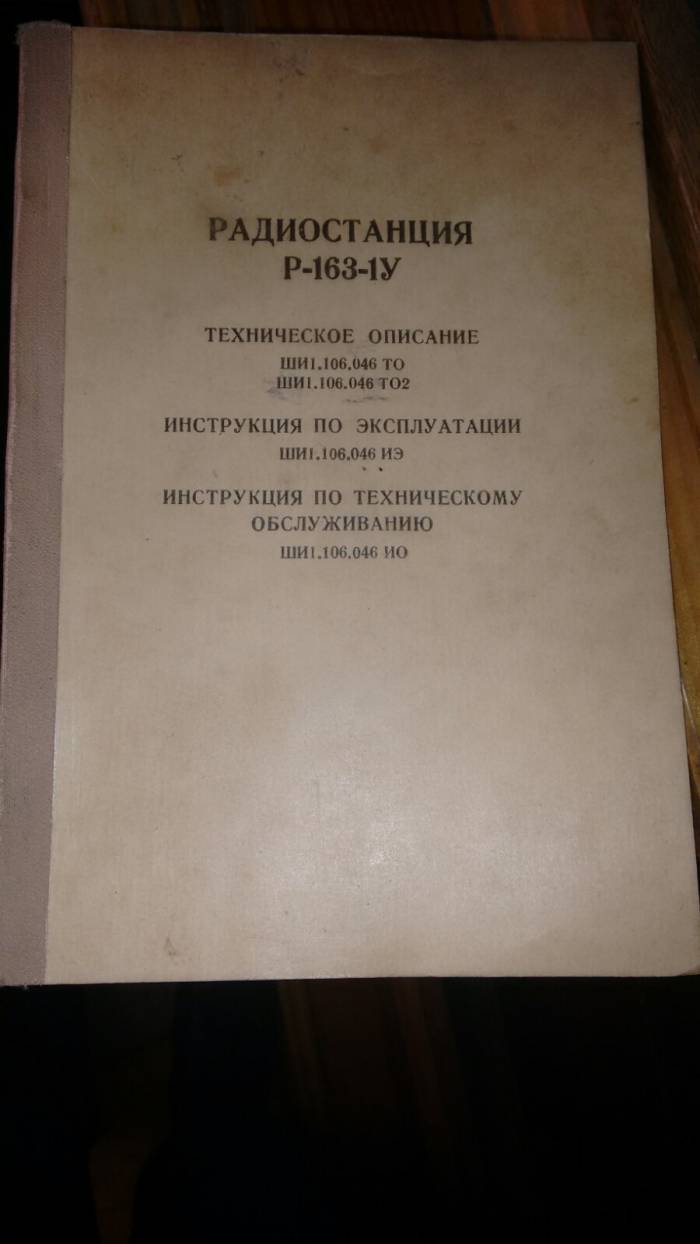 РАДИОСТАНЦИЯ
Р-163-1У
ТЕХНИЧЕСКОЕ ОПИСАНИЕ
ШИ1.106.046 ТО
ШИ1.106.046 ТО2
ИНСТРУКЦИЯ ПО ЭКСПЛУАТАЦИИ
ШИ1.106.046 ИЭ
ИНСТРУКЦИЯ ПО ТЕХНИЧЕСКОМУ
ОБСЛУЖИВАНИЮ
ШИ1.106.046 ИО